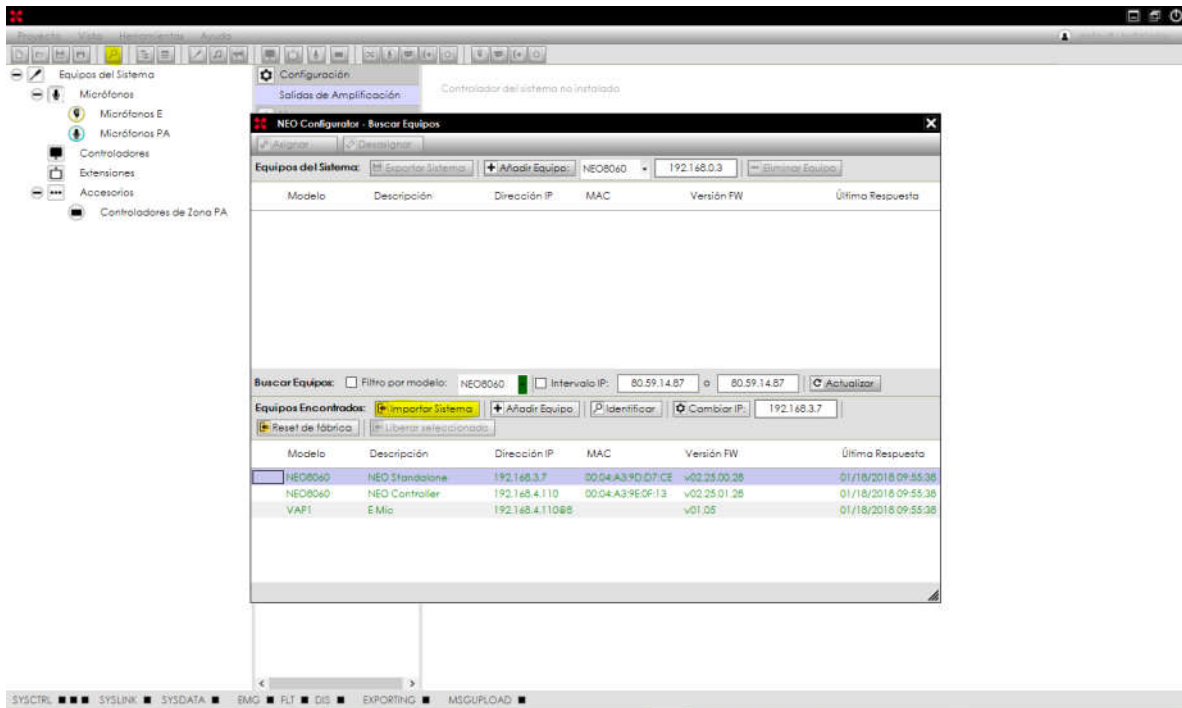 Proyecto Vista Herramientas Ayuda
Equipos del Sistema
Micrófonos
Micrófonos E
Micrófonos PA
Controladores
Extensiones
Accesorios
Controladores de Zona PA
Configuración
Salidas de Amplificación
Controlador del sistema no instalado
NEO Configurator - Buscar Equipos
Asignar Desasignar
Equipos del Sistema: Exportar Sistema Añadir Equipo: NEO8060 192.168.0.3 Eliminar Equipo
Modelo Descripción Dirección IP MAC Versión FW Última Respuesta
Buscar Equipos: Filtro por modelo: NEO8060 Intervalo IP: 80.59.14.87 a 80.59.14.87 Actualizar
Equipos Encontrados: Importar Sistema Añadir Equipo Identificar Cambiar IP: 192.168.3.7
Reset de fábrica Liberar seleccionado
Modelo Descripción Dirección IP MAC Versión FW Última Respuesta
NEO8060 NEO Standalone 192.168.3.7 00:04:A3:9D:D7:CE v02.25.00.28 01/18/2018 09:55:38
NEO8060 NEO Controller 192.168.4.110 00:04:A3:9E:0F:13 v02.25.01.28 01/18/2018 09:55:38
VAP1 E Mic 192.168.4.110@8 v01.05 01/18/2018 09:55:38
SYSCTRL SYSLINK SYSDATA EMG FLT DIS EXPORTING MSGUPLOAD